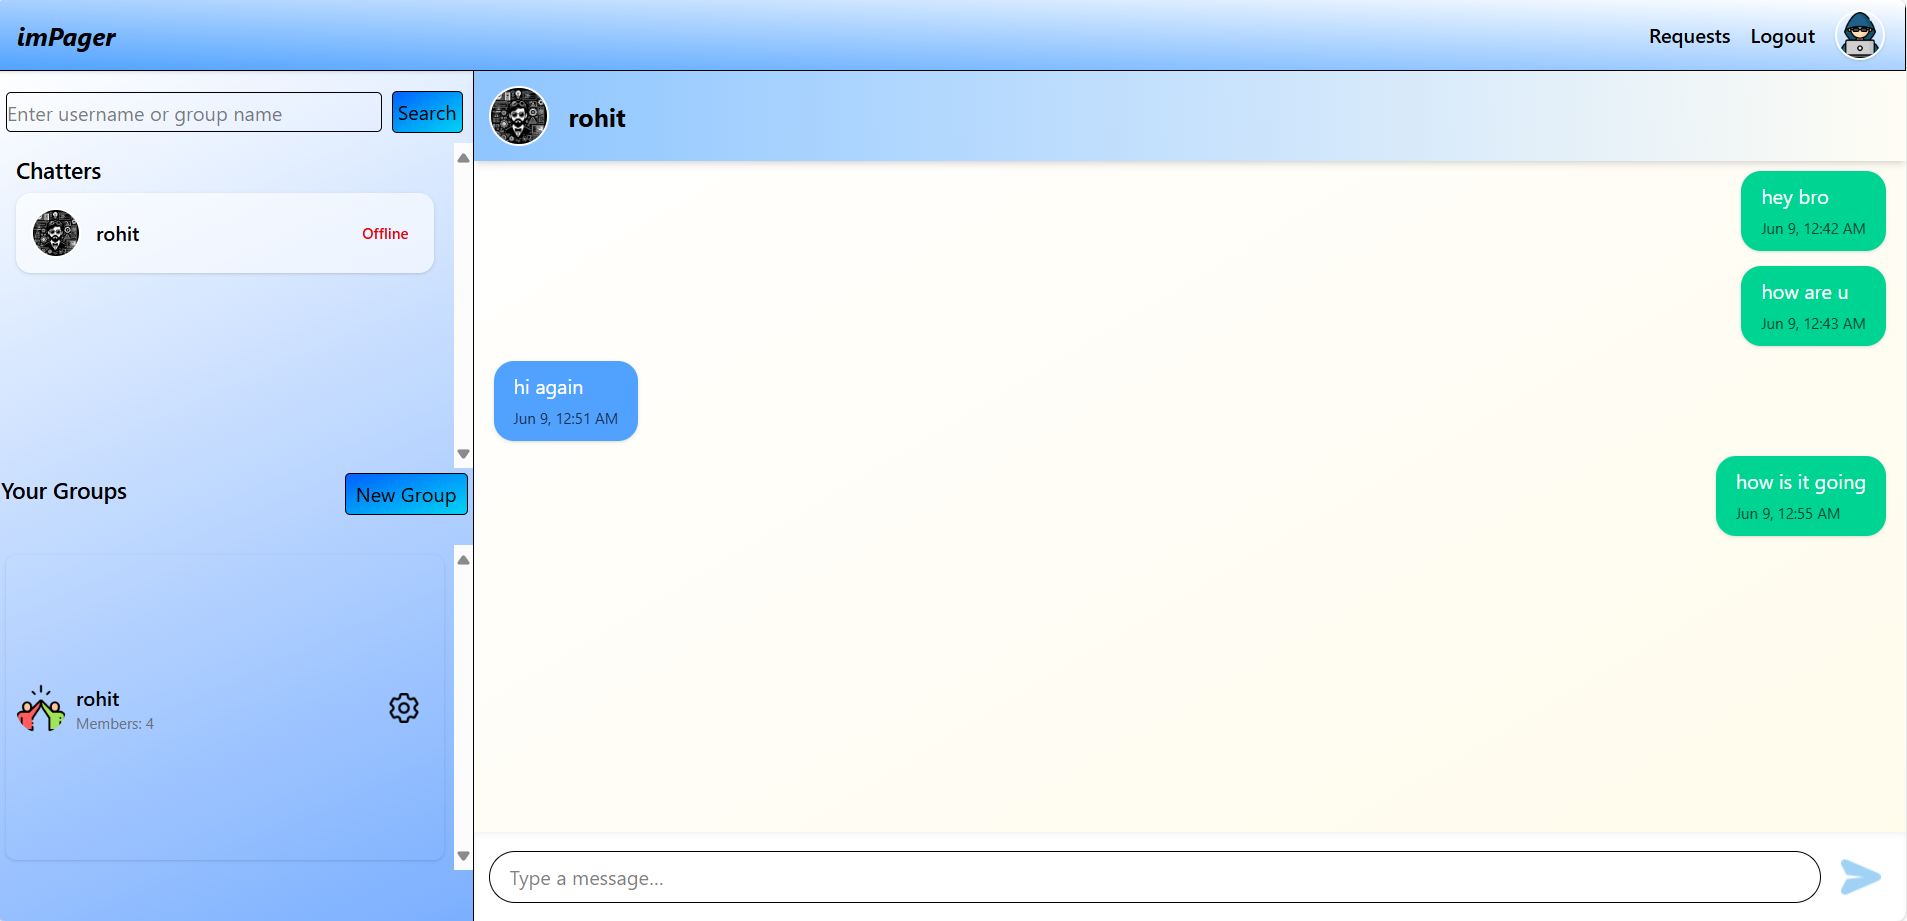 imPager
Requests
Logout
Enter username or group name
Search
Chatters
rohit
Offline
Your Groups
New Group
rohit
Members: 4
rohit
hey bro
Jun 9, 12:42 AM
how are u
Jun 9, 12:43 AM
hi again
Jun 9, 12:51 AM
how is it going
Jun 9, 12:55 AM
Type a message...